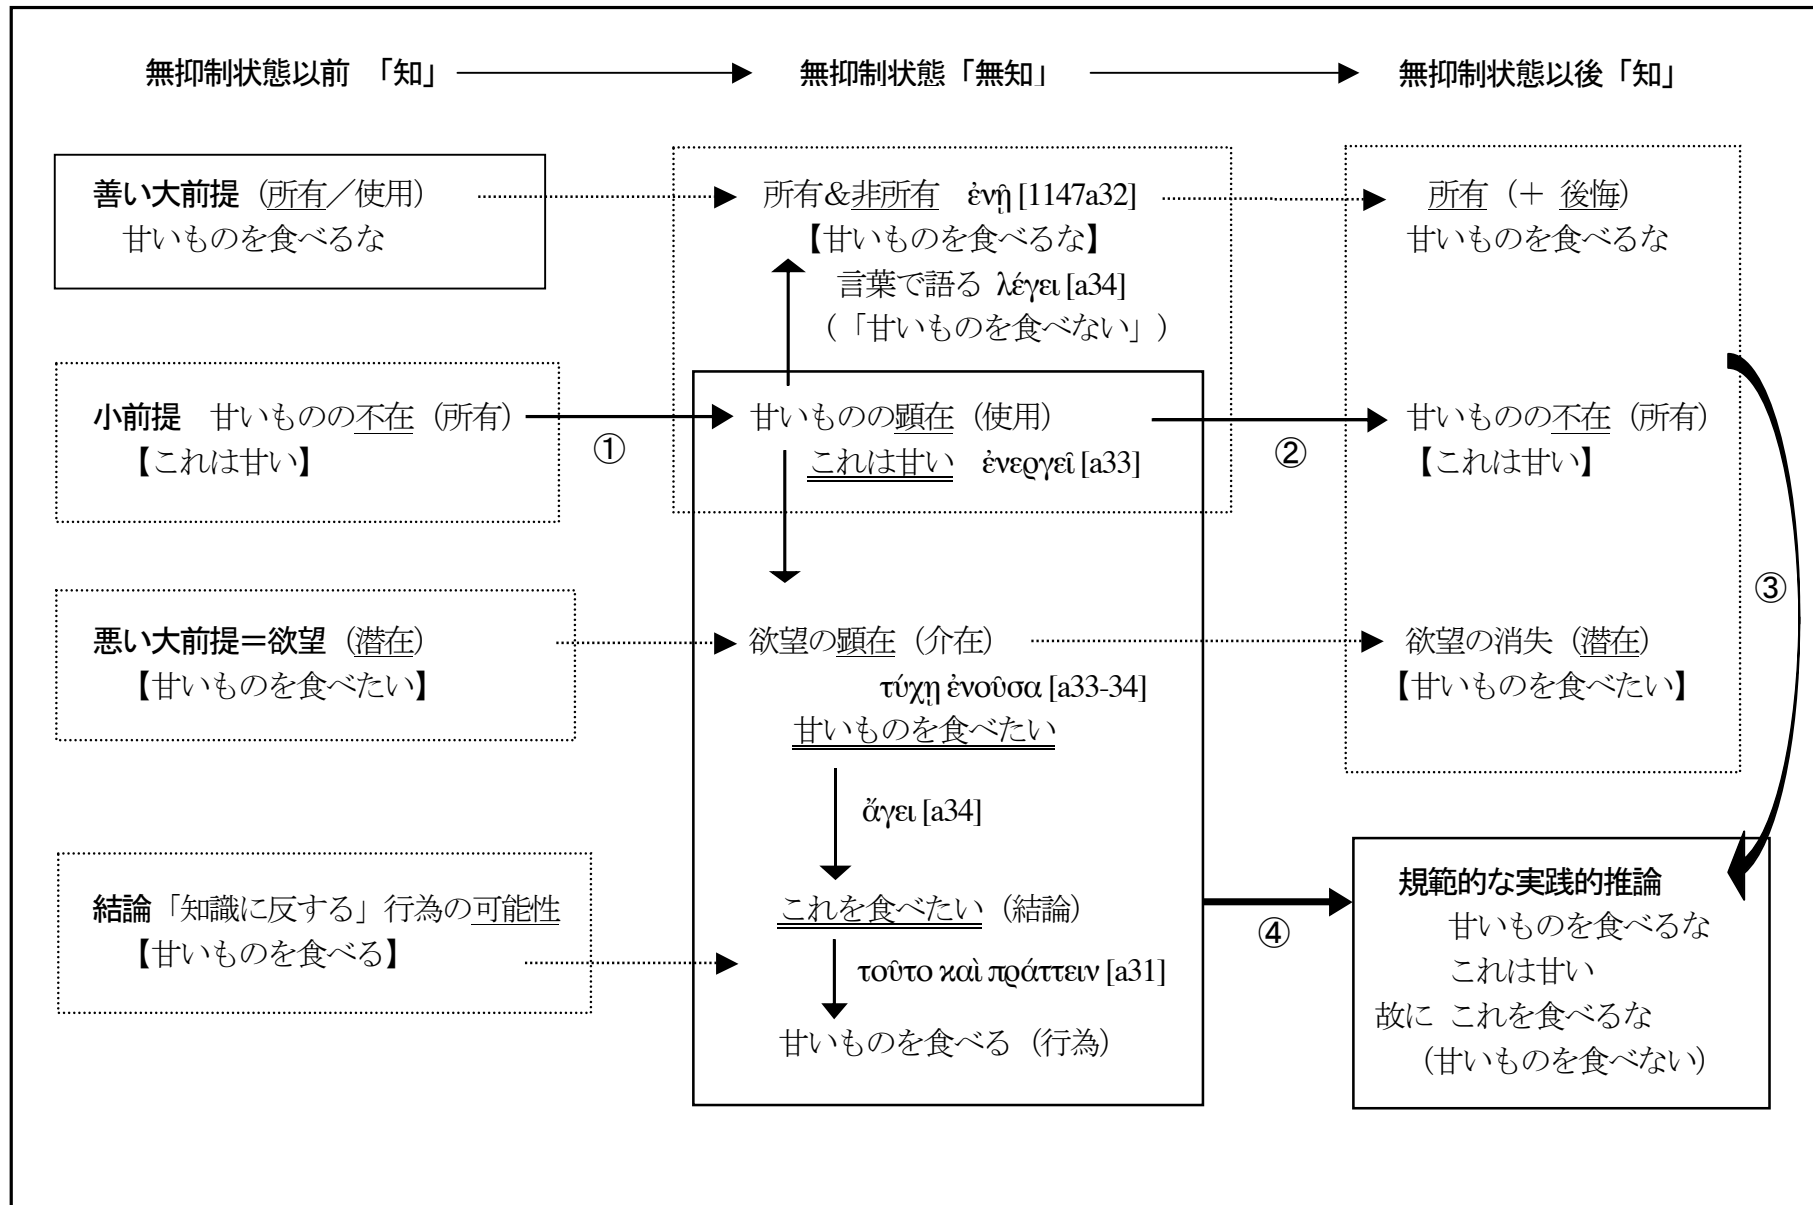 無抑制状態以前 「知」
無抑制状態「無知」
無抑制状態以後「知」
善い大前提（所有／使用）
甘いものを食べるな
所有&非所有 ἐνῇ [1147a32]
【甘いものを食べるな】
言葉で語る λέγει [a34]
（「甘いものを食べない」）
所有（＋ 後悔）
甘いものを食べるな
小前提 甘いものの不在（所有）
【これは甘い】
①
甘いものの顕在（使用）
これは甘い ἐνεργεῖ [a33]
②
甘いものの不在（所有）
【これは甘い】
③
悪い大前提＝欲望（潜在）
【甘いものを食べたい】
欲望の顕在（介在）
τύχῃ ἐνοῦσα [a33-34]
甘いものを食べたい
欲望の消失（潜在）
【甘いものを食べたい】
ἄγει [a34]
結論「知識に反する」行為の可能性
【甘いものを食べる】
これを食べたい（結論）
τοῦτο καὶ πράττειν [a31]
甘いものを食べる（行為）
④
規範的な実践的推論
甘いものを食べるな
これは甘い
故に これを食べるな
（甘いものを食べない）